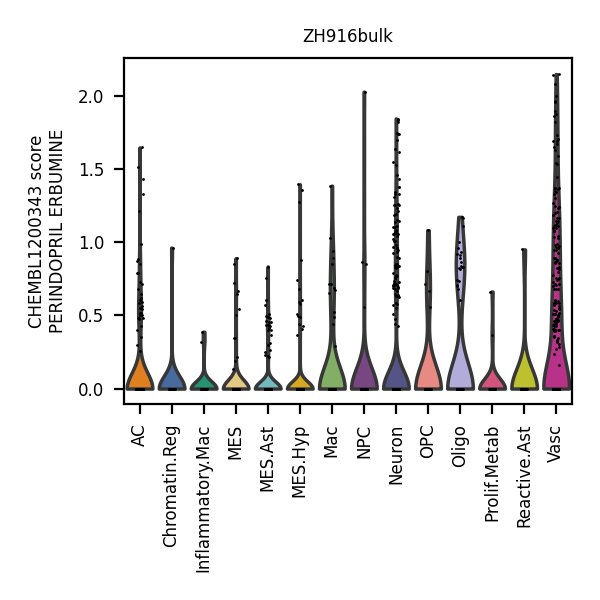 ZH916bulk
CHEMBL1200343 score
PERINDOPRIL ERBUMINE
2.0
1.5
1.0
0.5
0.0
AC
Chromatin.Reg
Inflammatory.Mac
MES
MES.Ast
MES.Hyp
Mac
NPC
Neuron
OPC
Oligo
Prolif.Metab
Reactive.Ast
Vasc